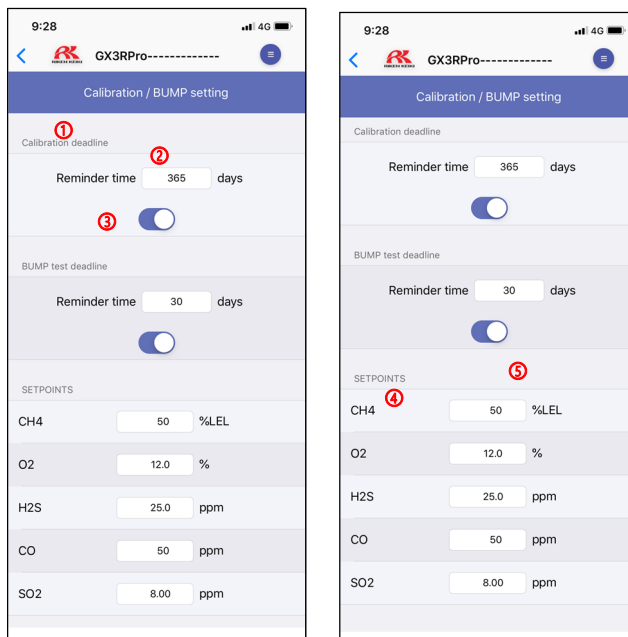 9:28
4G
RIKEN KEIKI
GX3RPro-------------
Calibration / BUMP setting
①
Calibration deadline
②
Reminder time 365 days
③
BUMP test deadline
Reminder time 30 days
SETPOINTS
CH4 50 %LEL
O2 12.0 %
H2S 25.0 ppm
CO 50 ppm
SO2 8.00 ppm
9:28
4G
RIKEN KEIKI
GX3RPro-------------
Calibration / BUMP setting
Calibration deadline
Reminder time 365 days
BUMP test deadline
Reminder time 30 days
⑤
SETPOINTS
④
CH4 50 %LEL
O2 12.0 %
H2S 25.0 ppm
CO 50 ppm
SO2 8.00 ppm